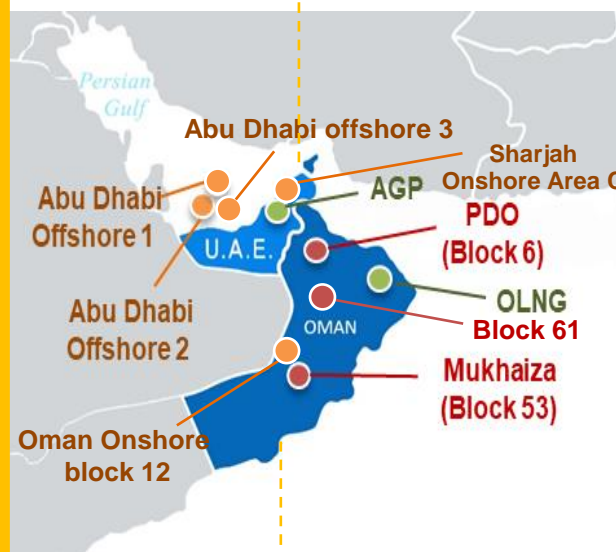 Persian
Gulf
Abu Dhabi offshore 3
Sharjah
Onshore Area C
AGP
Abu Dhabi
Offshore 1
PDO
(Block 6)
U.A.E.
OLNG
Abu Dhabi
Offshore 2
OMAN
Block 61
Mukhaiza
(Block 53)
Oman Onshore
block 12